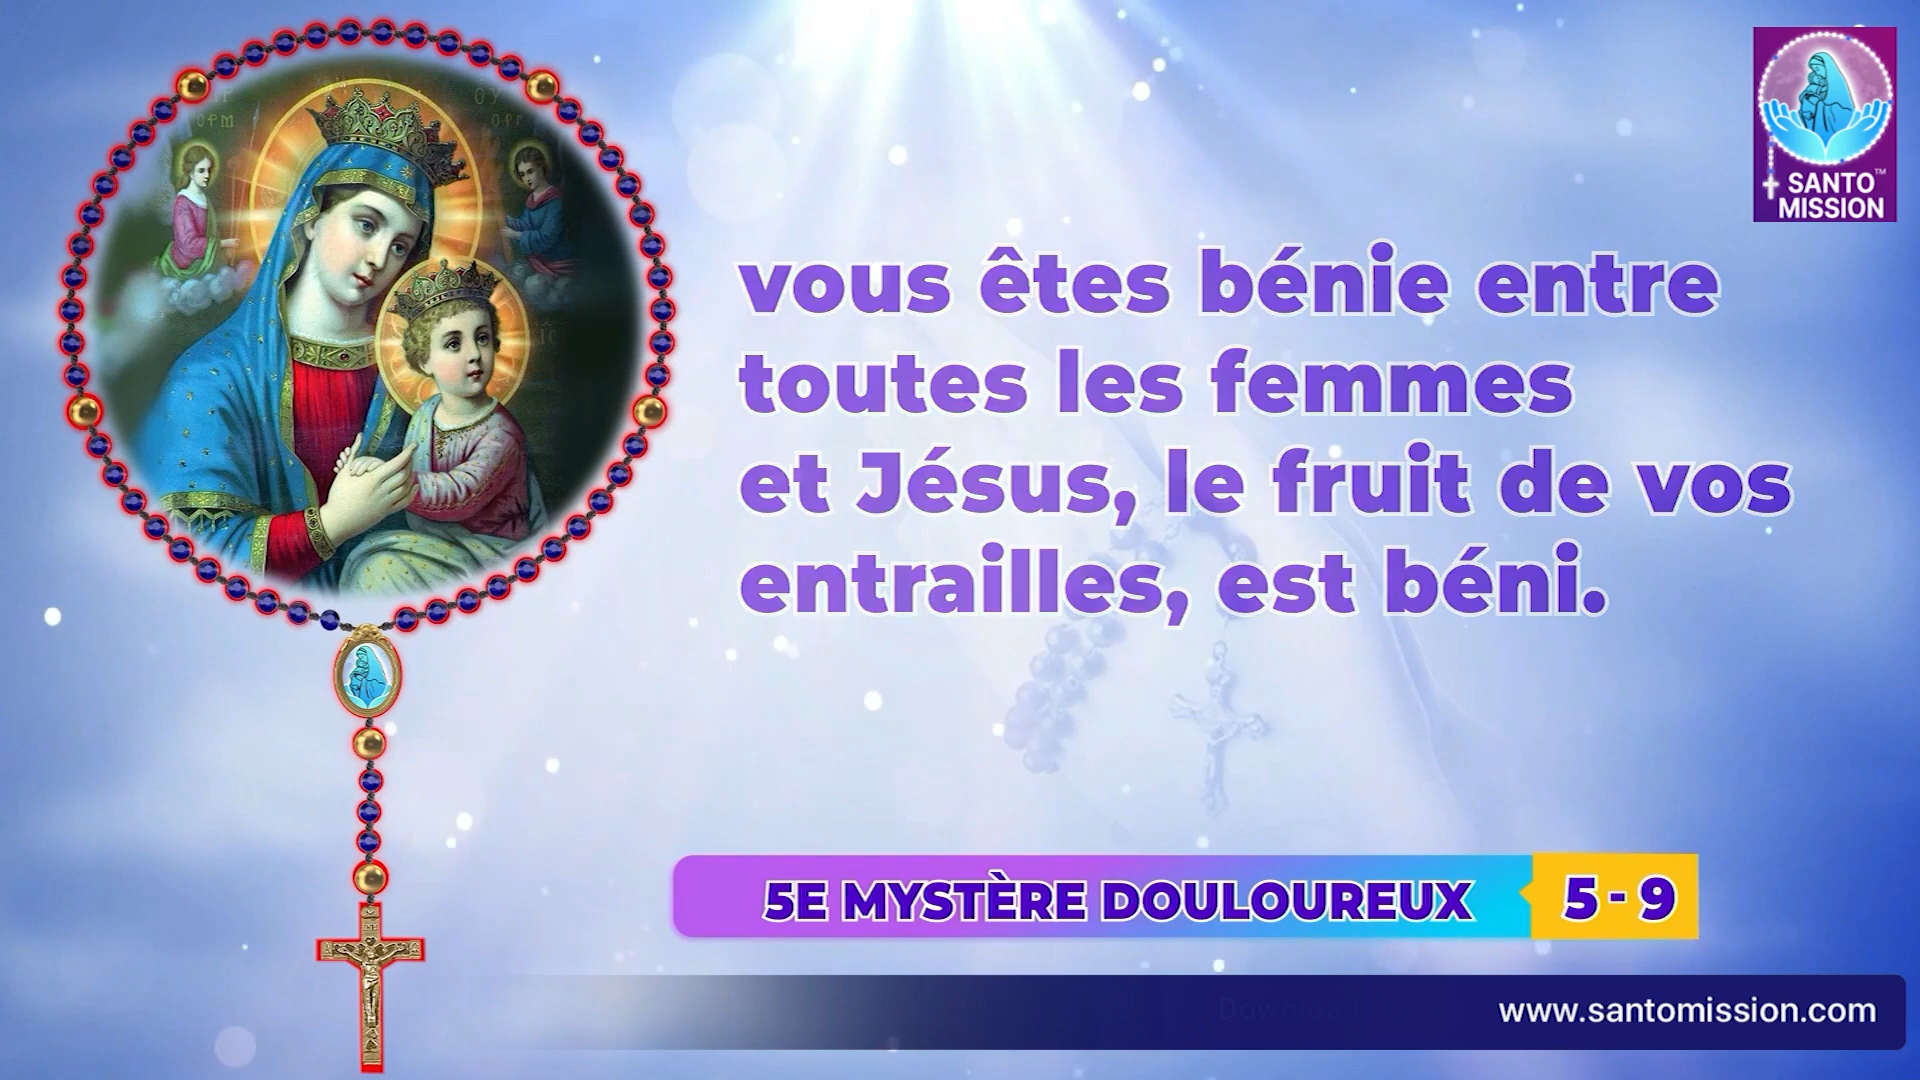 SANTO
MISSION
vous êtes bénie entre
toutes les femmes
et Jésus, le fruit de vos
entrailles, est béni.
5E MYSTÈRE DOULOUREUX 5 - 9
www.santomission.com